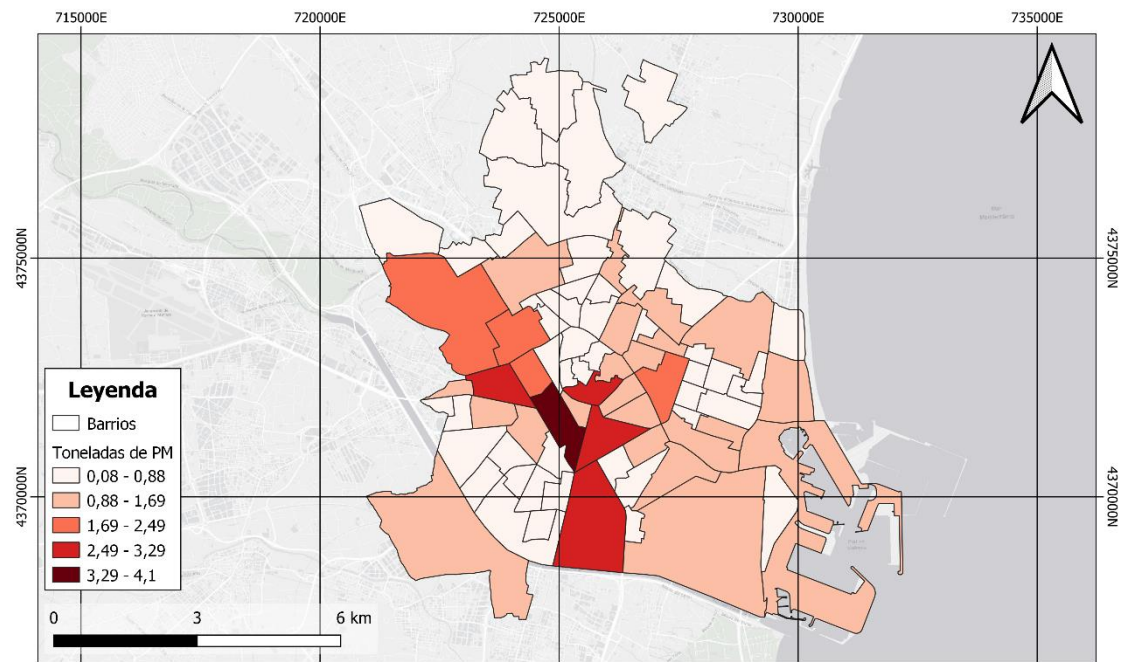 715000E
720000E
725000E
730000E
735000E
4375000N
4375000N
4370000N
4370000N
Leyenda
Barrios
Toneladas de PM
0,08 - 0,88
0,88 - 1,69
1,69 - 2,49
2,49 - 3,29
3,29 - 4,1
0
3
6 km